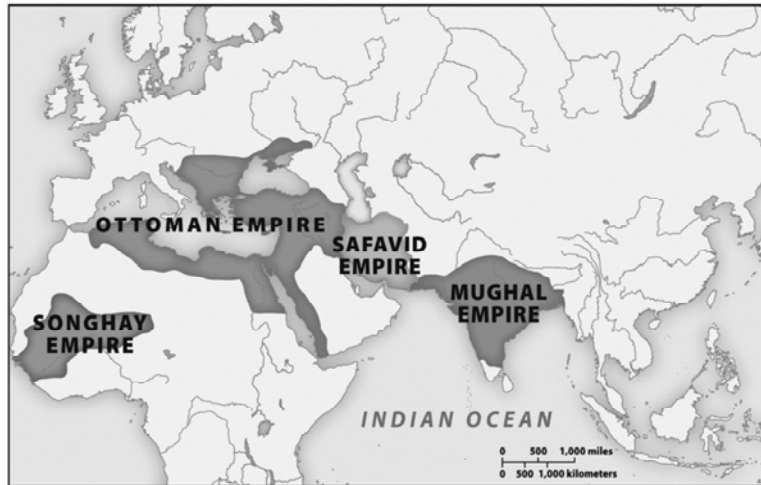 OTTOMAN EMPIRE
SAFAVID
EMPIRE
MUGHAL
EMPIRE
SONGHAY
EMPIRE
INDIAN OCEAN
0 500 1,000 miles
0 500 1,000 kilometers